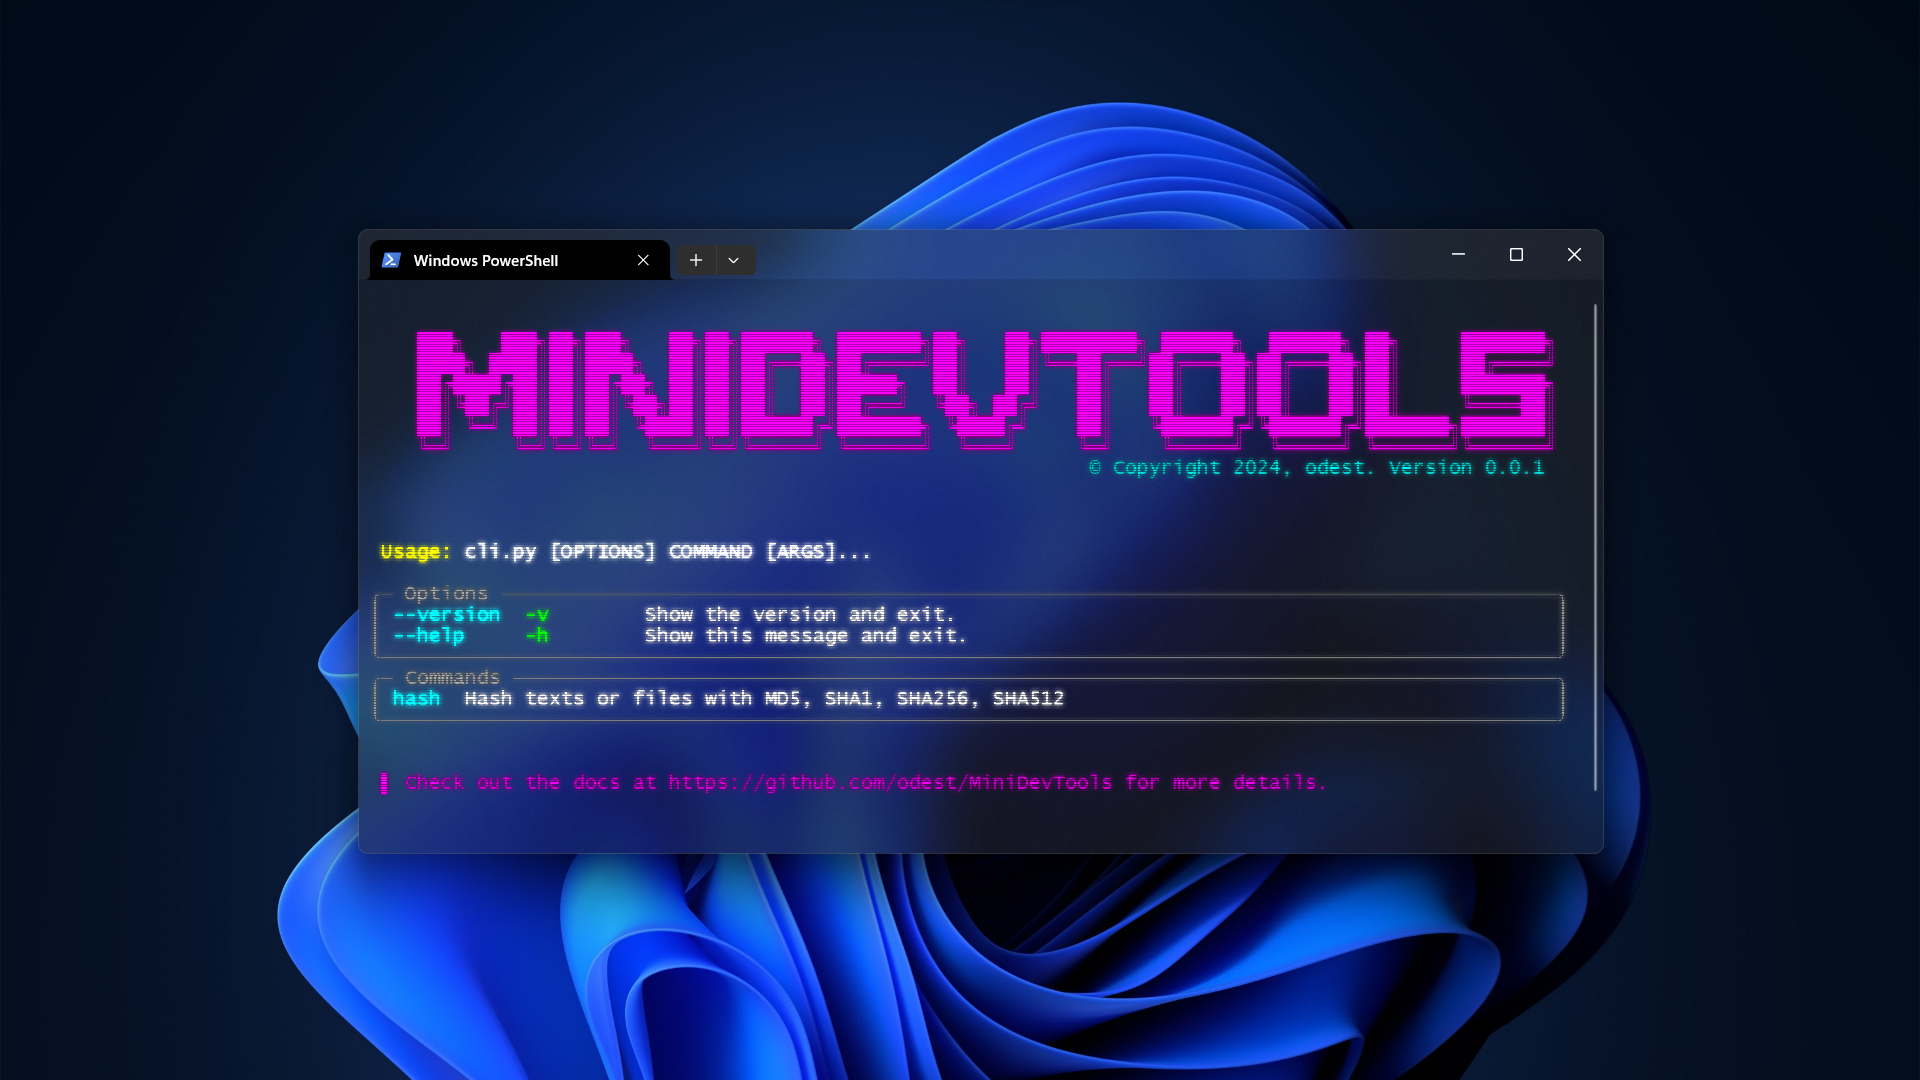 Windows PowerShell
MINIDEVTOOLS
© Copyright 2024, odest. Version 0.0.1
Usage: cli.py [OPTIONS] COMMAND [ARGS]...
Options
--version -v Show the version and exit.
--help -h Show this message and exit.
Commands
hash Hash texts or files with MD5, SHA1, SHA256, SHA512
Check out the docs at https://github.com/odest/MiniDevTools for more details.